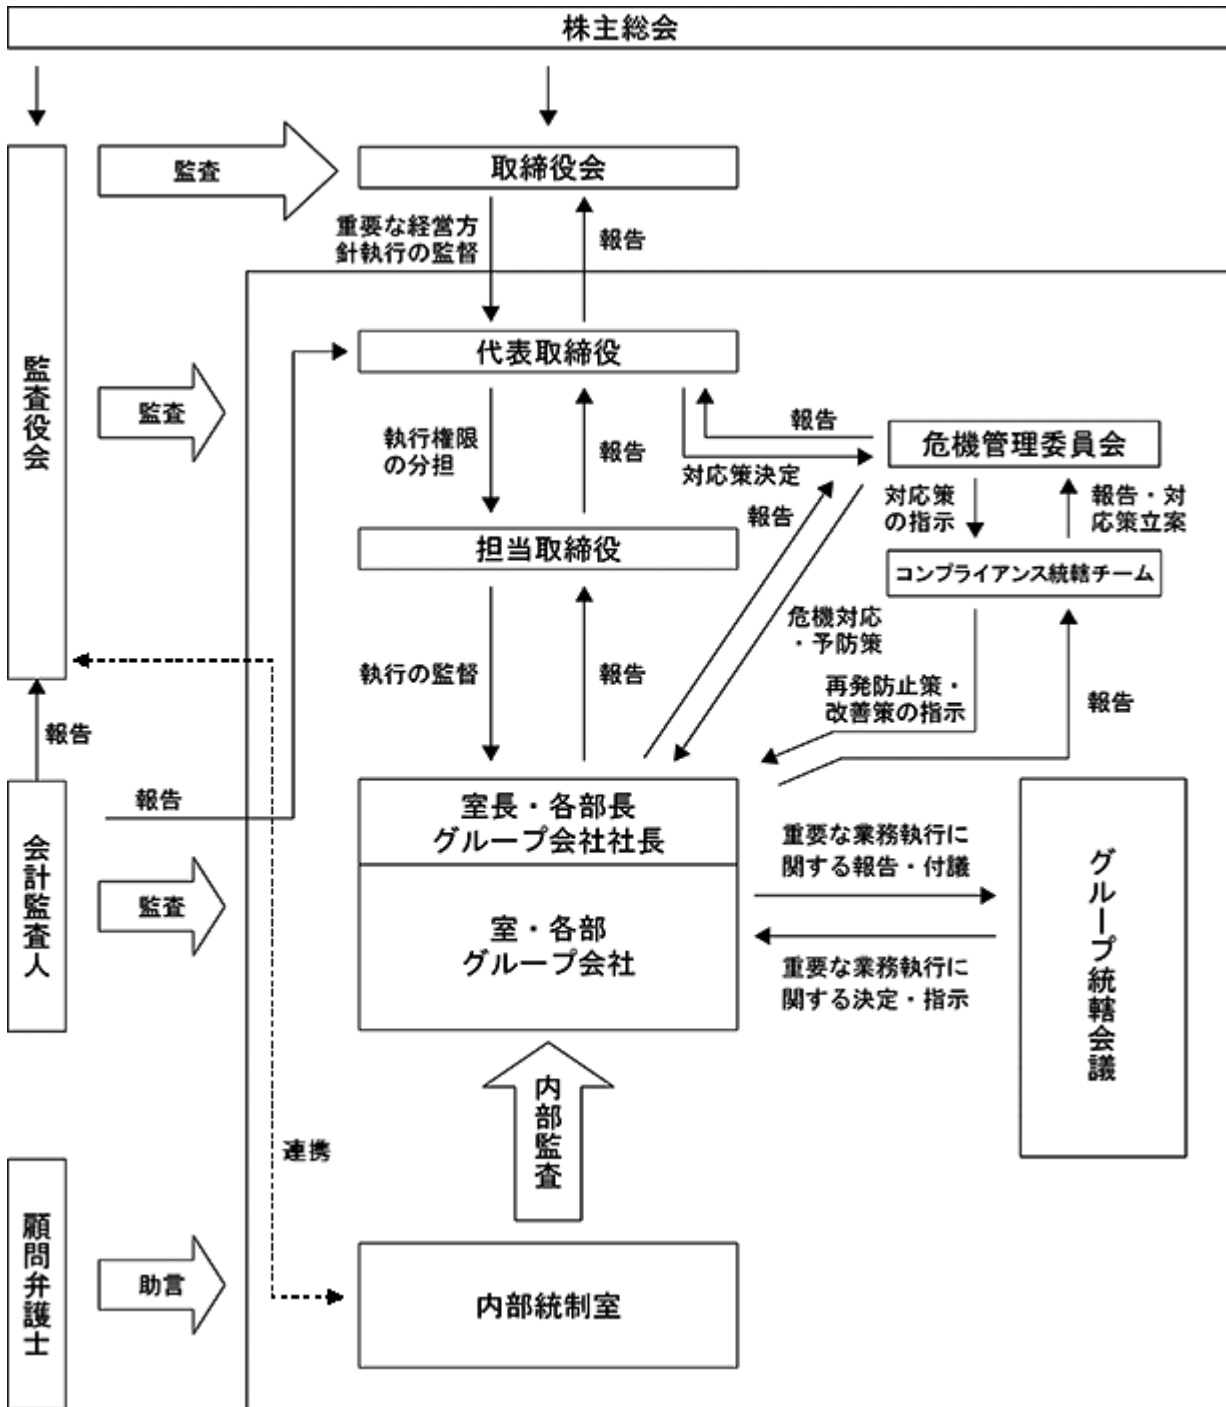 株主総会
監査
取締役会
重要な経営方
針執行の監督
報告
監査役会
代表取締役
監査
執行権限
の分担
報告
報告
対応策決定
危機管理委員会
対応策
の指示
報告・対
応策立案
報告
担当取締役
コンプライアンス統轄チーム
危機対応
・予防策
執行の監督
報告
再発防止策・
改善策の指示
報告
報告
会計監査人
報告
監査
室長・各部長
グループ会社社長
室・各部
グループ会社
重要な業務執行に
関する報告・付議
重要な業務執行に
関する決定・指示
グループ統轄会議
内部監査
連携
顧問弁護士
助言
内部統制室